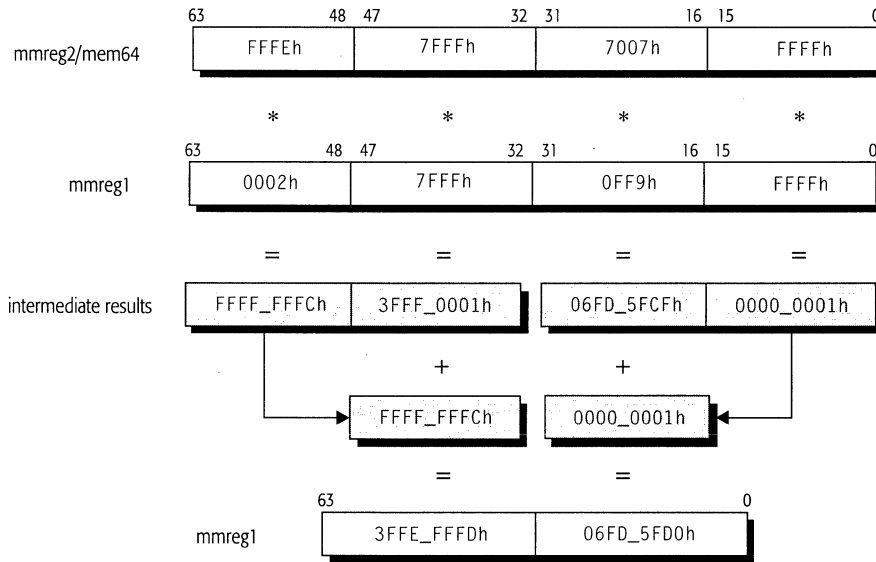 63 48 47 32 31 16 15 0
mmreg2/mem64 FFFEh 7FFFh 7007h FFFFh
* * * *
63 48 47 32 31 16 15 0
mmreg1 0002h 7FFFh 0FF9h FFFFh
= = = =
intermediate results FFFF_FFFCh 3FFF_0001h 06FD_5FCFh 0000_0001h
+ +
FFFF_FFFCh 0000_0001h
= =
63 0
mmreg1 3FFE_FFFDh 06FD_5FD0h